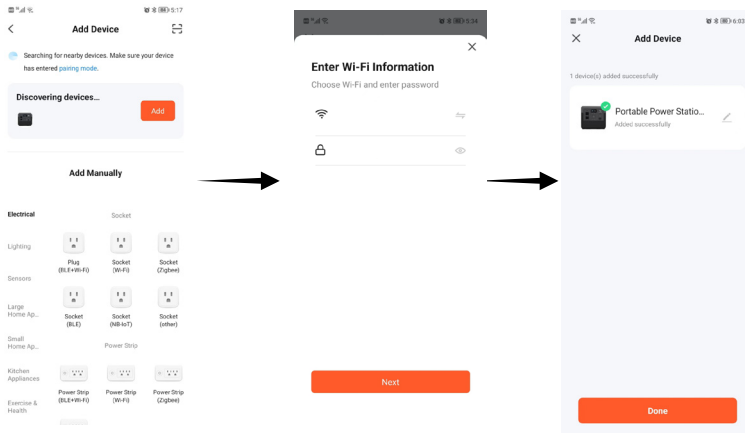 5:17
Add Device
Searching for nearby devices. Make sure your device
has entered pairing mode.
Discovering devices...
Add
Add Manually
Electrical
Socket
Lighting
Plug
(BLE+Wi-Fi)
Socket
(Wi-Fi)
Socket
(Zigbee)
Sensors
Large
Home Ap...
Socket
(BLE)
Socket
(NB-IoT)
Socket
(other)
Small
Home Ap...
Power Strip
Kitchen
Appliances
Power Strip
(BLE+Wi-Fi)
Power Strip
(Wi-Fi)
Power Strip
(Zigbee)
Exercise &
Health
5:34
Enter Wi-Fi Information
Choose Wi-Fi and enter password
Next
6:03
Add Device
1 device(s) added successfully
Portable Power Statio...
Added successfully
Done